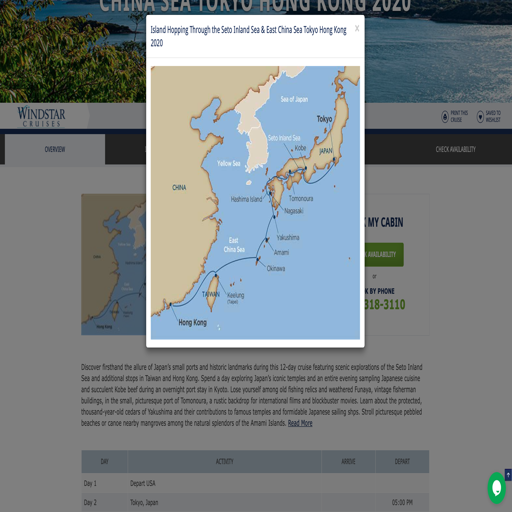 CHINA SEA TOKYO HONG KONG 2020
Island Hopping Through the Seto Inland Sea & East China Sea Tokyo Hong Kong
2020
x
WINDSTAR
CRUISES
PRINT THIS
CRUISE
SAVED TO
WISHLIST
OVERVIEW
CHECK AVAILABILITY
Sea of Japan
Tokyo
Seto Inland Sea
Kobe
JAPAN
Yellow Sea
CHINA
Hashima Island
Tomonoura
Nagasaki
East
China Sea
Yakushima
Amami
Okinawa
TAIWAN
Keelung
(Taipei)
Hong Kong
MY CABIN
AVAILABILITY
or
BY PHONE
318-3110
Discover firsthand the allure of Japan's small ports and historic landmarks during this 12-day cruise featuring scenic explorations of the Seto Inland
Sea and additional stops in Taiwan and Hong Kong. Spend a day exploring Japan's iconic temples and an entire evening sampling Japanese cuisine
and succulent Kobe beef during an overnight port stay in Kyoto. Lose yourself among old fishing relics and weathered Funaya, vintage fisherman
buildings, in the small, picturesque port of Tomonoura, a rustic backdrop for international films and blockbuster movies. Learn about the protected,
thousand-year-old cedars of Yakushima and their contributions to famous temples and formidable Japanese sailing ships. Stroll picturesque pebbled
beaches or canoe nearby mangroves among the natural splendors of the Amami Islands. Read More
DAY ACTIVITY ARRIVE DEPART
Day 1 Depart USA
Day 2 Tokyo, Japan 05:00 PM